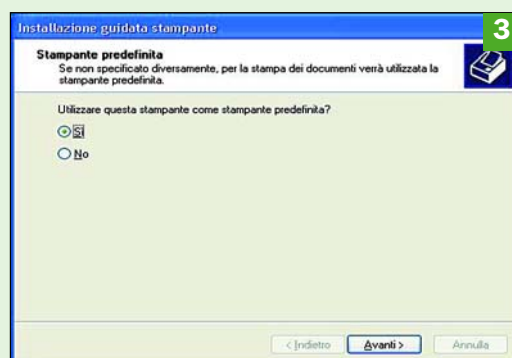 Installazione guidata stampante
3
Stampante predefinita
Se non specificato diversamente, per la stampa dei documenti verrà utilizzata la
stampante predefinita.
Utilizzare questa stampante come stampante predefinita?
Sì
No
< Indietro
Avanti >
Annulla